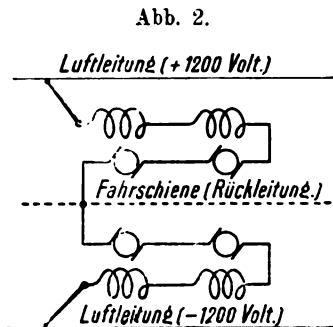 Abb. 2.
Luftleitung (+1200 Volt.)
Fahrschiene (Rückleitung.)
Luftleitung (-1200 Volt.)